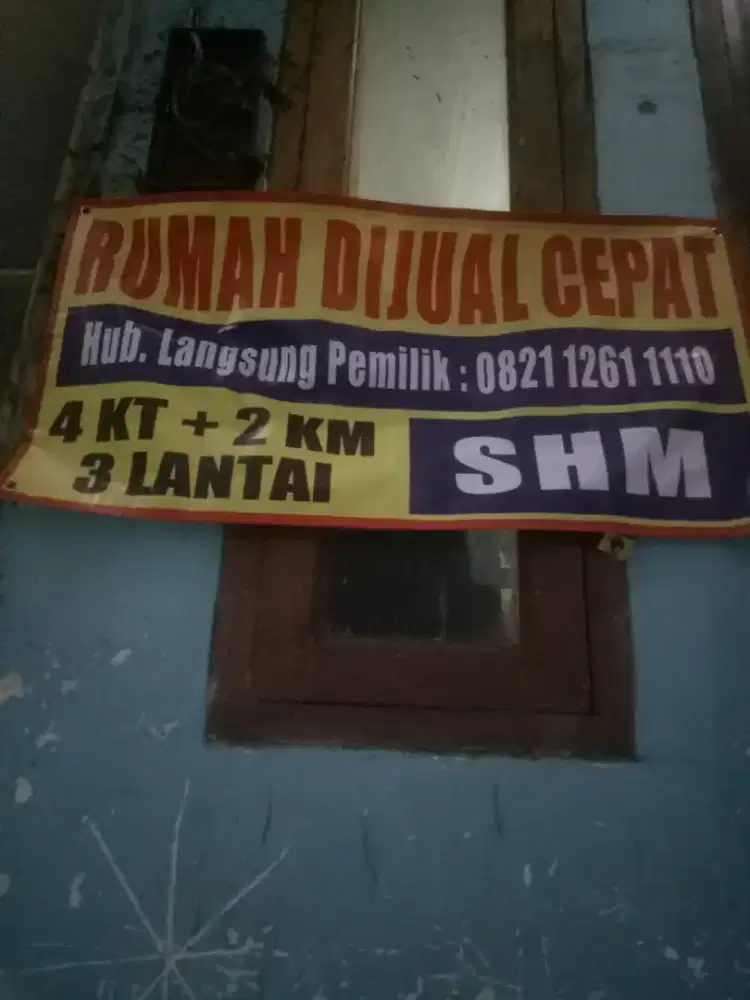 RUMAH DIJUAL CEPAT
Hub. Langsung Pemilik : 0821 1261 1110
4 KT + 2 KM
3 LANTAI
SHM